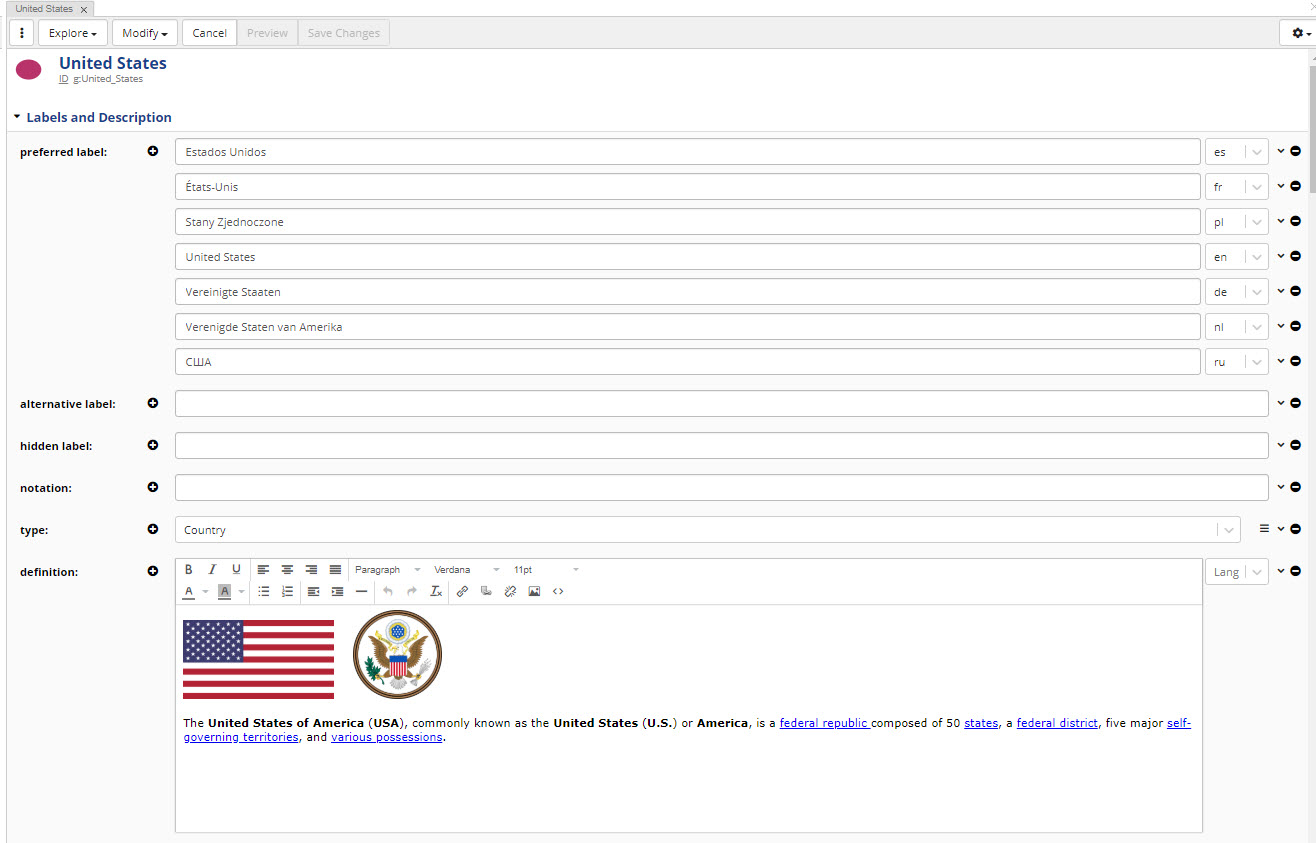 United States
Explore Modify Cancel Preview Save Changes
United States
ID g:United_States
Labels and Description
preferred label: Estados Unidos es
États-Unis fr
Stany Zjednoczone pl
United States en
Vereinigte Staaten de
Verenigde Staten van Amerika nl
США ru
alternative label:
hidden label:
notation:
type: Country
definition: B I U Paragraph Verdana 11pt Lang
A A
The United States of America (USA), commonly known as the United States (U.S.) or America, is a federal republic composed of 50 states, a federal district, five major self-
governing territories, and various possessions.